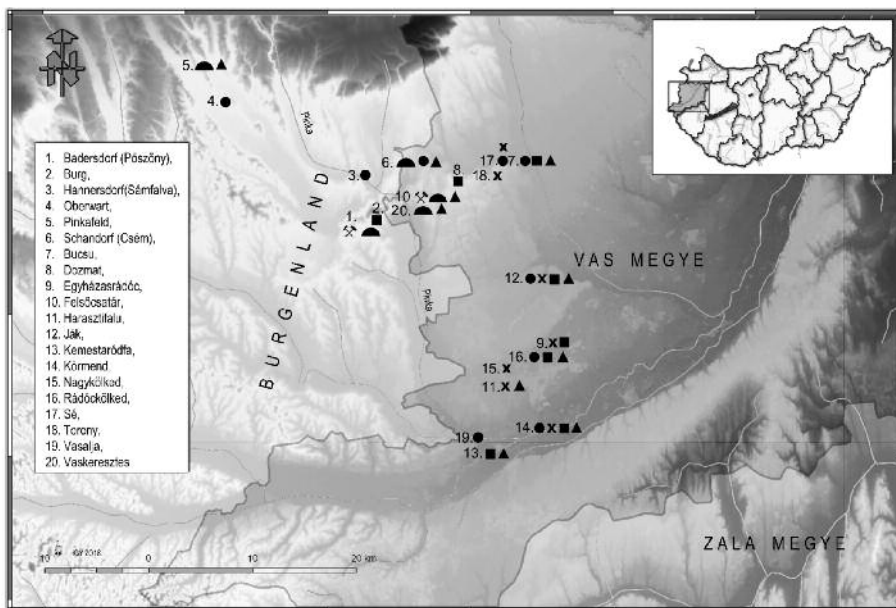 5.
4.
Pinka
6.
3.
17.
7.
18.
8.
10
20.
1.
2.
1. Badersdorf (Pószöny),
2. Burg,
3. Hannersdorf(Sámfalva),
4. Oberwart,
5. Pinkafeld,
6. Schandorf (Csém),
7. Bucsu,
8. Dozmat,
9. Egyházasrádóc,
10. Felsőcsatár,
11. Harasztifalu,
12. Ják,
13. Kemestaródfa,
14. Körmend,
15. Nagykölked,
16. Rádóckölked,
17. Sé,
18. Torony,
19. Vasalja,
20. Vaskeresztes
BURGENLAND
VAS MEGYE
12.
Pinka
9.
16.
15.
11.
14.
19.
13.
ZALA MEGYE
10 0 10 20 km